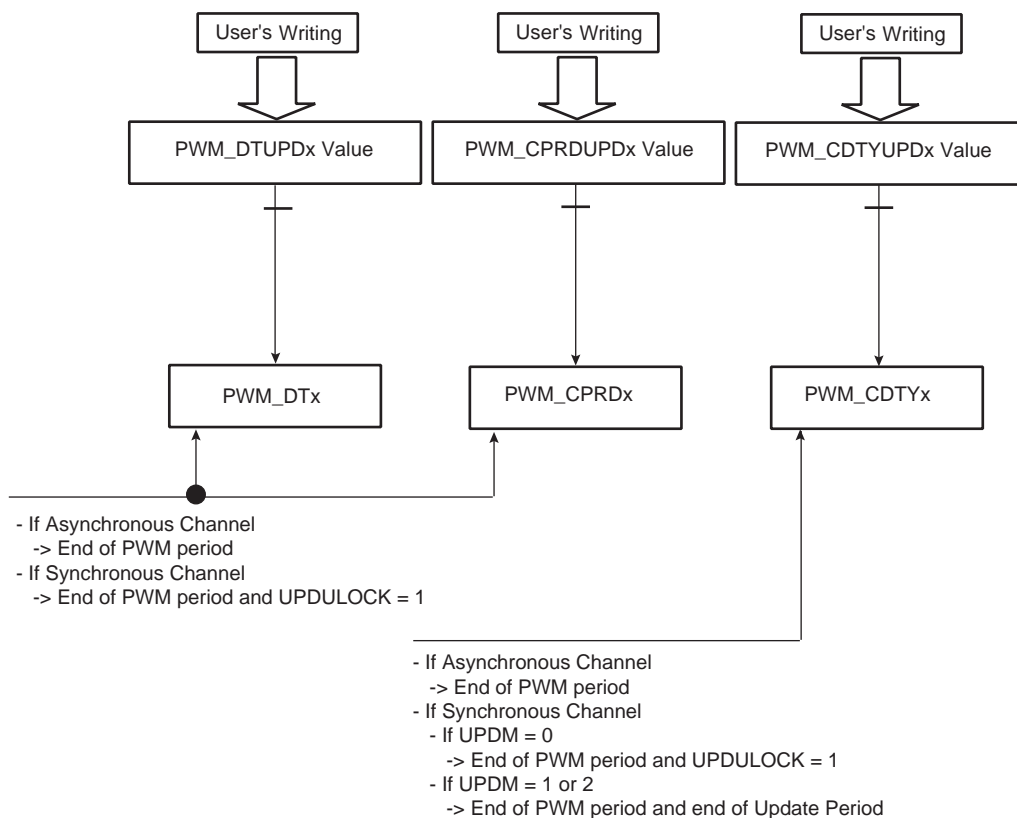 User's Writing
User's Writing
User's Writing
PWM_DTUPDx Value
PWM_CPRDUPDx Value
PWM_CDTYUPDx Value
PWM_DTx
PWM_CPRDx
PWM_CDTYx
- If Asynchronous Channel
-> End of PWM period
- If Synchronous Channel
-> End of PWM period and UPDULOCK = 1
- If Asynchronous Channel
-> End of PWM period
- If Synchronous Channel
- If UPDM = 0
-> End of PWM period and UPDULOCK = 1
- If UPDM = 1 or 2
-> End of PWM period and end of Update Period